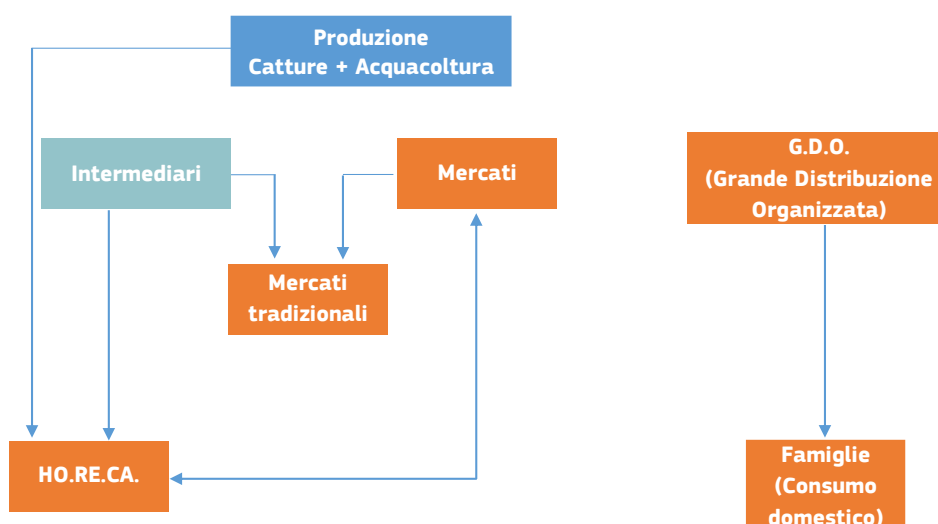 Produzione
Catture + Acquacoltura
Intermediari
Mercati
G.D.O.
(Grande Distribuzione
Organizzata)
Mercati
tradizionali
HO.RE.CA.
Famiglie
(Consumo
domestico)